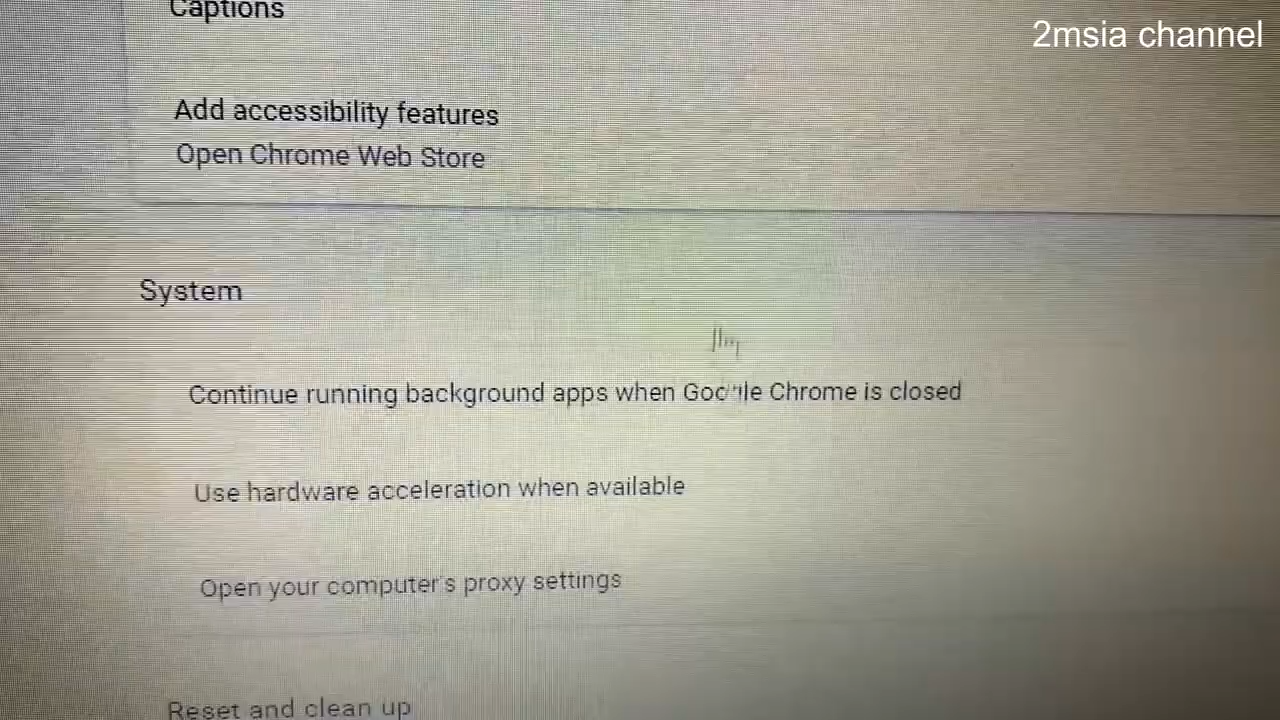 Captions
2msia channel
Add accessibility features
Open Chrome Web Store
System
Continue running background apps when Google Chrome is closed
Use hardware acceleration when available
Open your computer's proxy settings
Reset and clean up